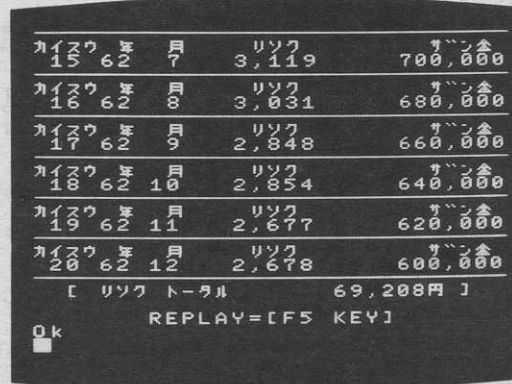 カイスウ 年 月 リソク ザン金
15 62 7 3,119 700,000
カイスウ 年 月 リソク ザン金
16 62 8 3,031 680,000
カイスウ 年 月 リソク ザン金
17 62 9 2,848 660,000
カイスウ 年 月 リソク ザン金
18 62 10 2,854 640,000
カイスウ 年 月 リソク ザン金
19 62 11 2,677 620,000
カイスウ 年 月 リソク ザン金
20 62 12 2,678 600,000
[ リソク トータル 69,208円 ]
REPLAY=[F5 KEY]
Ok